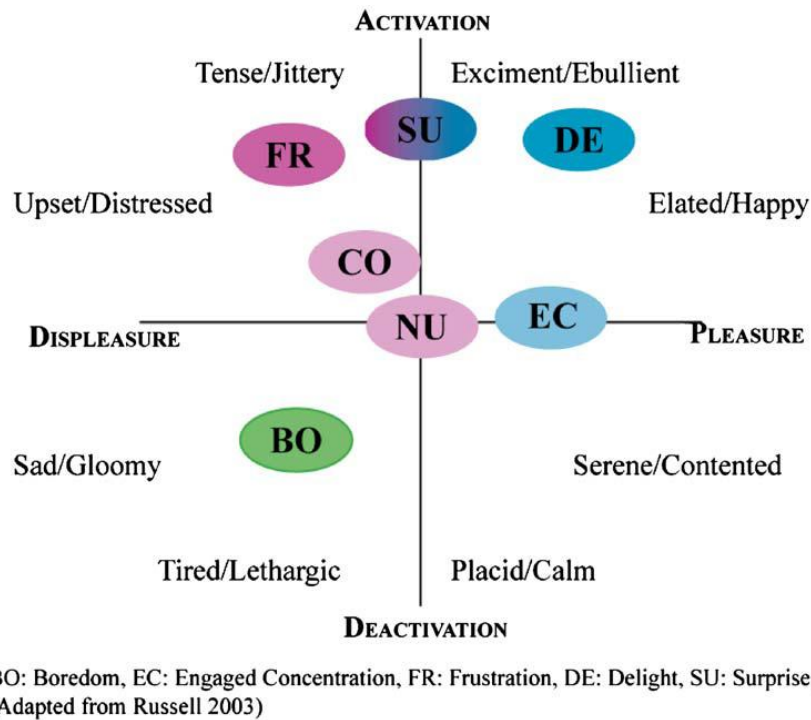 ACTIVATION
Tense/Jittery Exciment/Ebullient
SU
FR DE
Upset/Distressed Elated/Happy
CO
NU EC
DISPLEASURE PLEASURE
BO
Sad/Gloomy Serene/Contented
Tired/Lethargic Placid/Calm
DEACTIVATION
BO: Boredom, EC: Engaged Concentration, FR: Frustration, DE: Delight, SU: Surprise
Adapted from Russell 2003)